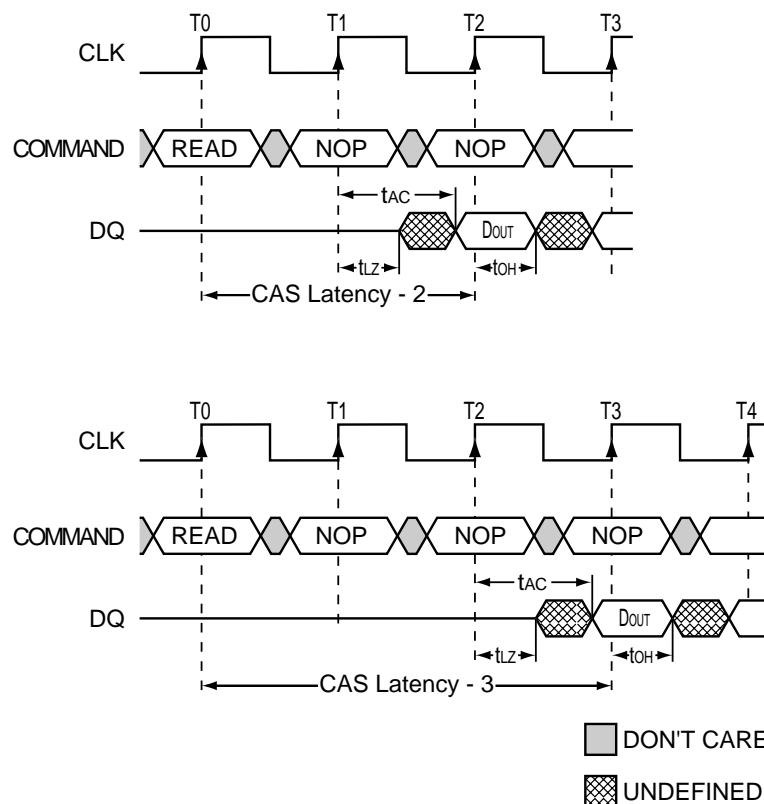 T0 T1 T2 T3
CLK
COMMAND READ NOP NOP
tAC
DQ DOUT
tLZ tOH
CAS Latency - 2
T0 T1 T2 T3 T4
CLK
COMMAND READ NOP NOP NOP
tAC
DQ DOUT
tLZ tOH
CAS Latency - 3
DON'T CARE
UNDEFINED